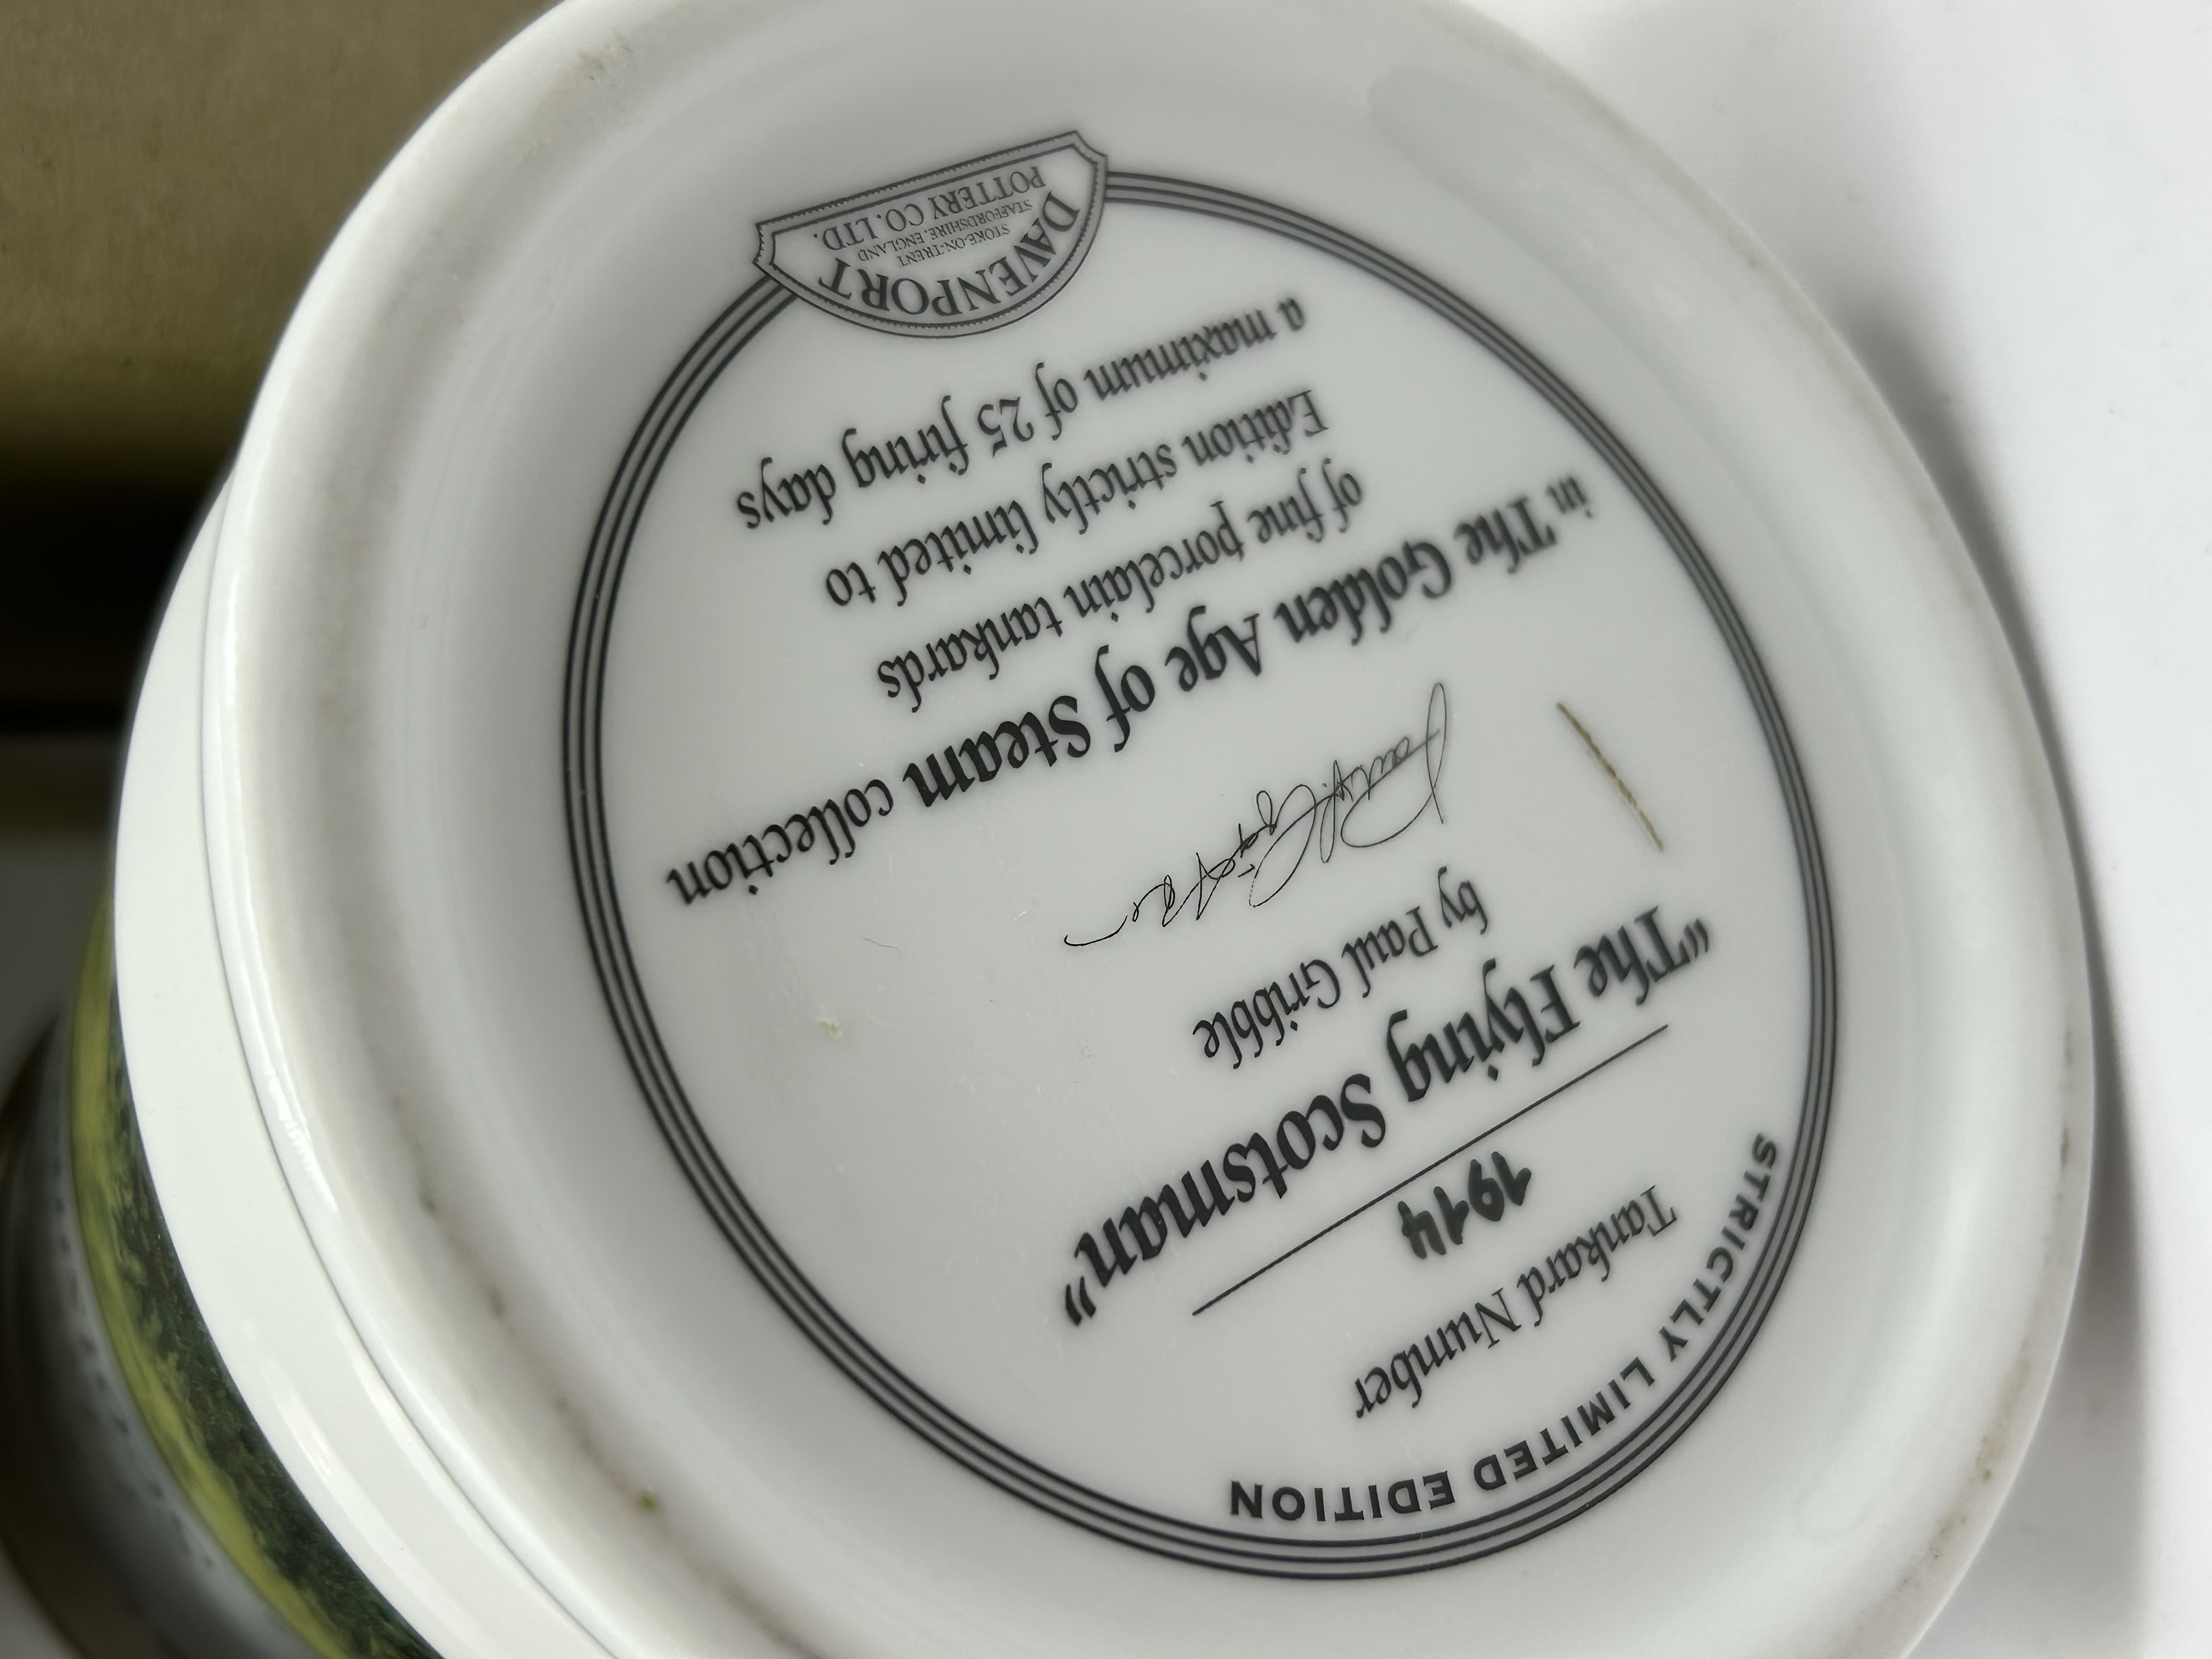 STRICTLY LIMITED EDITION
Tankard Number
1914
"The Flying Scotsman"
by Paul Gribble
in The Golden Age of Steam collection
of fine porcelain tankards
Edition strictly limited to
a maximum of 25 firing days
DAVENPORT
STOKE-ON-TRENT
STAFFORDSHIRE, ENGLAND
POTTERY CO. LTD.